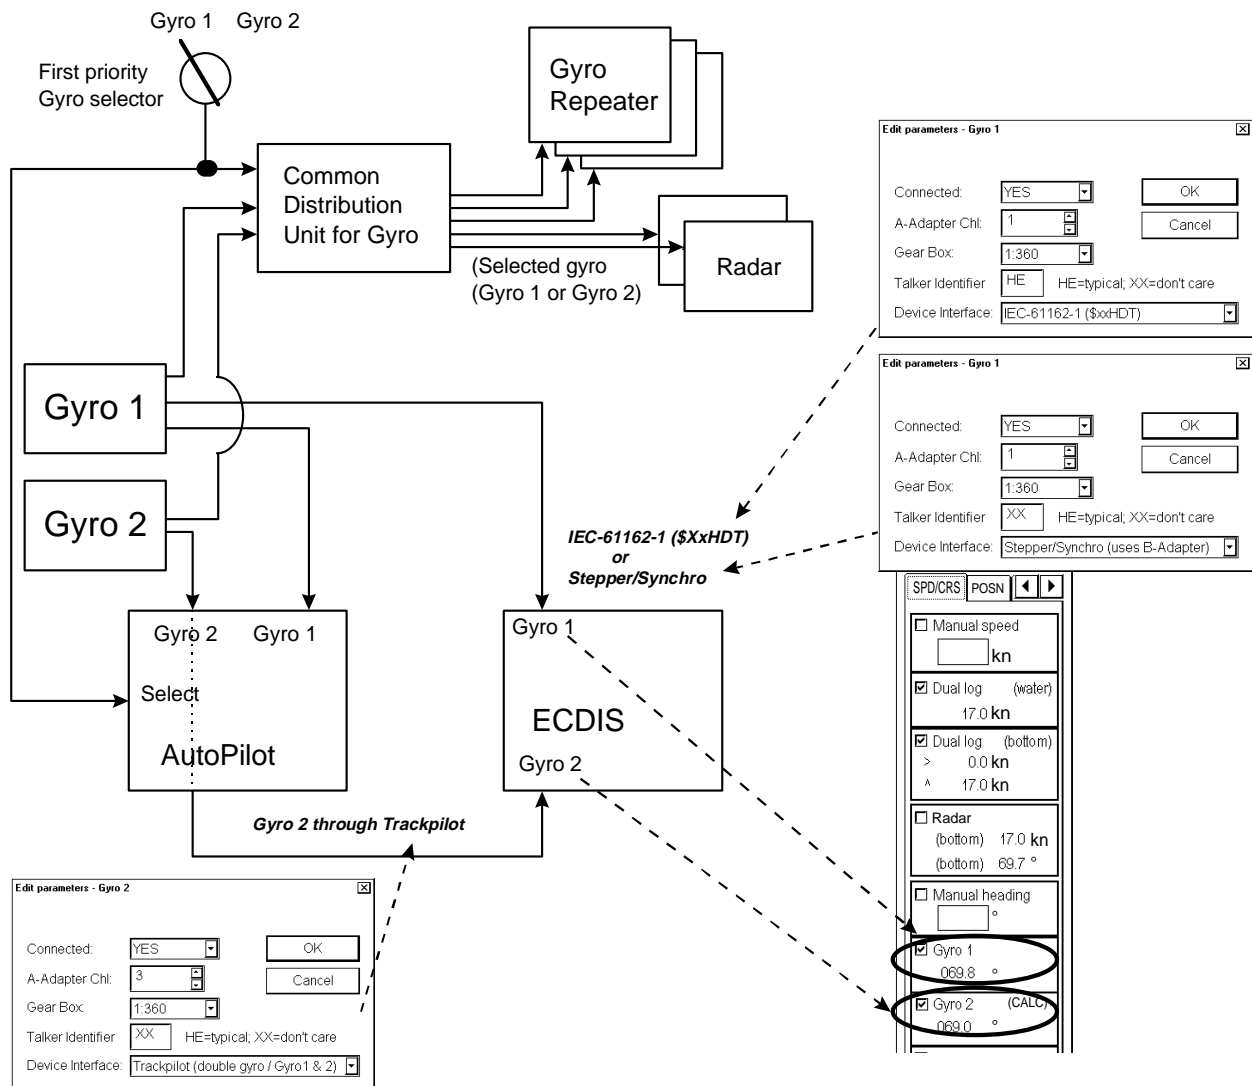 Gyro 1 Gyro 2
First priority
Gyro selector
Common
Distribution
Unit for Gyro
Gyro
Repeater
Radar
(Selected gyro
(Gyro 1 or Gyro 2)
Gyro 1
Gyro 2
Gyro 2 Gyro 1
Select
AutoPilot
Gyro 1
ECDIS
Gyro 2
IEC-61162-1 ($XxHDT)
or
Stepper/Synchro
Gyro 2 through Trackpilot
Edit parameters - Gyro 1
Connected: YES OK
A-Adapter Chl: 1 Cancel
Gear Box: 1:360
Talker Identifier HE HE=typical; XX=don't care
Device Interface: IEC-61162-1 ($xxHDT)
Edit parameters - Gyro 1
Connected: YES OK
A-Adapter Chl: 1 Cancel
Gear Box: 1:360
Talker Identifier XX HE=typical; XX=don't care
Device Interface: Stepper/Synchro (uses B-Adapter)
SPD/CRS POSN
Manual speed
kn
Dual log (water)
17.0 kn
Dual log (bottom)
> 0.0 kn
^ 17.0 kn
Radar
(bottom) 17.0 kn
(bottom) 69.7 °
Manual heading
°
Gyro 1
069.8 °
Gyro 2 (CALC)
069.0 °
Edit parameters - Gyro 2
Connected: YES OK
A-Adapter Chl: 3 Cancel
Gear Box: 1:360
Talker Identifier XX HE=typical; XX=don't care
Device Interface: Trackpilot (double gyro / Gyro1 & 2)